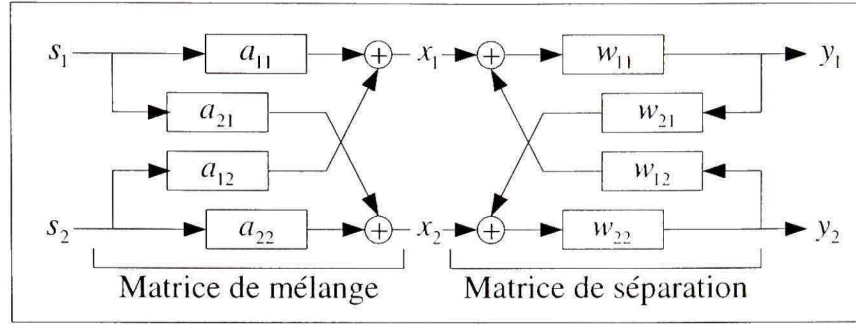 s₁ a₁₁ + x₁ + w₁₁ y₁
a₂₁ w₂₁
a₁₂ w₁₂
s₂ a₂₂ + x₂ + w₂₂ y₂
Matrice de mélange Matrice de séparation